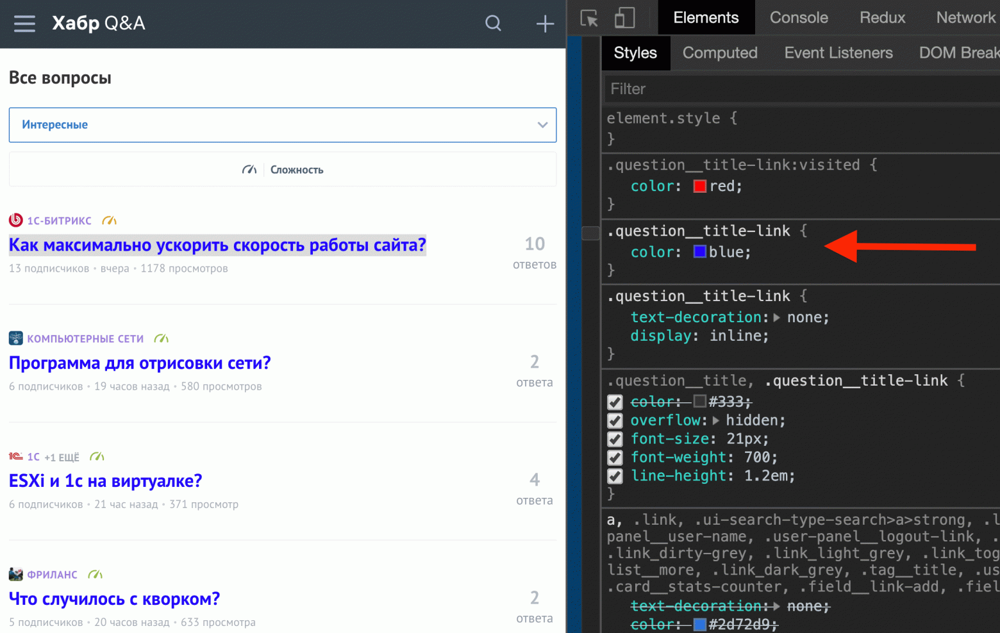 Хабр Q&A
Все вопросы
Интересные
Сложность
1С-БИТРИКС
Как максимально ускорить скорость работы сайта?
13 подписчиков • вчера • 1178 просмотров
10
ответов
КОМПЬЮТЕРНЫЕ СЕТИ
Программа для отрисовки сети?
6 подписчиков • 19 часов назад • 580 просмотров
2
ответа
1С +1 ЕЩЁ
ESXi и 1с на виртуалке?
6 подписчиков • 21 час назад • 371 просмотр
4
ответа
ФРИЛАНС
Что случилось с кворком?
5 подписчиков • 20 часов назад • 633 просмотра
2
ответа
Elements Console Redux Network
Styles Computed Event Listeners DOM Break
Filter
element.style {
}
.question__title-link:visited {
color: red;
}
.question__title-link {
color: blue;
}
.question__title-link {
text-decoration: none;
display: inline;
}
.question__title, .question__title-link {
color: #333;
overflow: hidden;
font-size: 21px;
font-weight: 700;
line-height: 1.2em;
}
a, .link, .ui-search-type-search>a>strong, .l
panel__user-name, .user-panel__logout-link, .
.link_dirty-grey, .link_light_grey, .link_tog
list__more, .link_dark_grey, .tag__title, .us
.card__stats-counter, .field__link-add, .fiel
text-decoration: none;
color: #2d72d9;